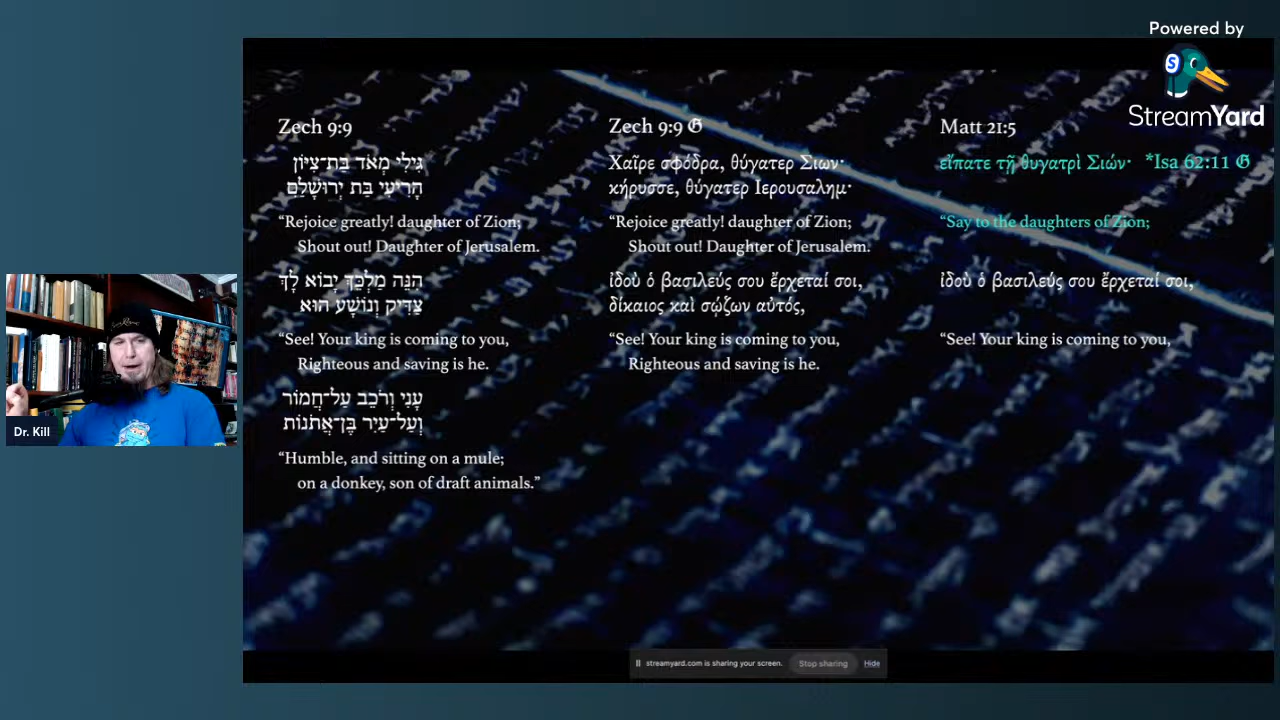 Powered by
StreamYard
Zech 9:9
גִּילִי מְאֹד בַּת־צִיּוֹן
הָרִיעִי בַּת יְרוּשָׁלִַם
“Rejoice greatly! daughter of Zion;
Shout out! Daughter of Jerusalem.
הִנֵּה מַלְכֵּךְ יָבוֹא לָךְ
צַדִּיק וְנוֹשָׁע הוּא
“See! Your king is coming to you,
Righteous and saving is he.
עָנִי וְרֹכֵב עַל־חֲמוֹר
וְעַל־עַיִר בֶּן־אֲתֹנוֹת
“Humble, and sitting on a mule;
on a donkey, son of draft animals.”
Zech 9:9 𝕲
Χαῖρε σφόδρα, θύγατερ Σιων·
κήρυσσε, θύγατερ Ιερουσαλημ·
“Rejoice greatly! daughter of Zion;
Shout out! Daughter of Jerusalem.
ἰδοὺ ὁ βασιλεύς σου ἔρχεταί σοι,
δίκαιος καὶ σῴζων αὐτός,
“See! Your king is coming to you,
Righteous and saving is he.
Matt 21:5
εἴπατε τῇ θυγατρὶ Σιών· *Isa 62:11 𝕲
“Say to the daughters of Zion;
ἰδοὺ ὁ βασιλεύς σου ἔρχεταί σοι,
“See! Your king is coming to you,
Dr. Kill
streamyard.com is sharing your screen. Stop sharing Hide